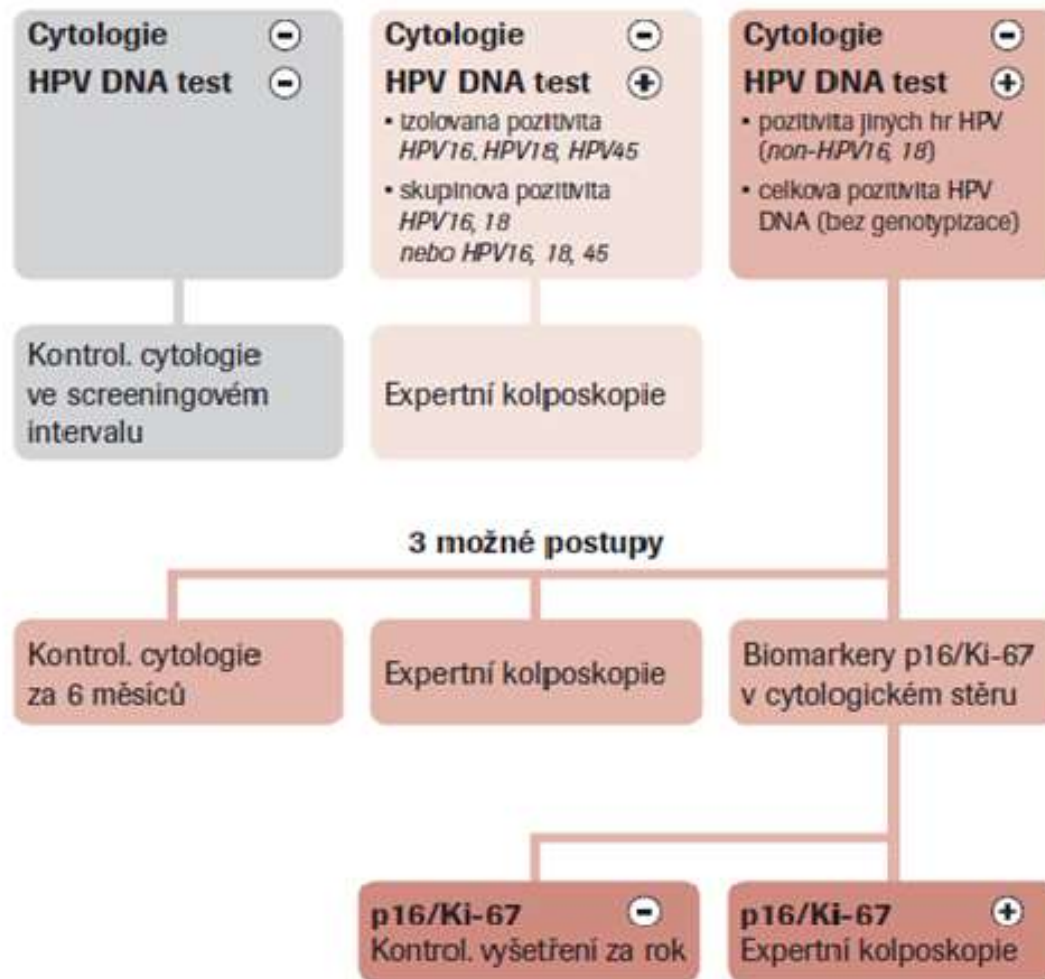 Cytologie −
HPV DNA test −
Kontrol. cytologie
ve screeningovém
intervalu
Cytologie −
HPV DNA test +
• izolovaná pozitivita
HPV16, HPV18, HPV45
• skupinová pozitivita
HPV16, 18
nebo HPV16, 18, 45
Expertní kolposkopie
Cytologie −
HPV DNA test +
• pozitivita jiných hr HPV
(non-HPV16, 18)
• celková pozitivita HPV
DNA (bez genotypizace)
3 možné postupy
Kontrol. cytologie
za 6 měsíců
Expertní kolposkopie
Biomarkery p16/Ki-67
v cytologickém stěru
p16/Ki-67 −
Kontrol. vyšetření za rok
p16/Ki-67 +
Expertní kolposkopie